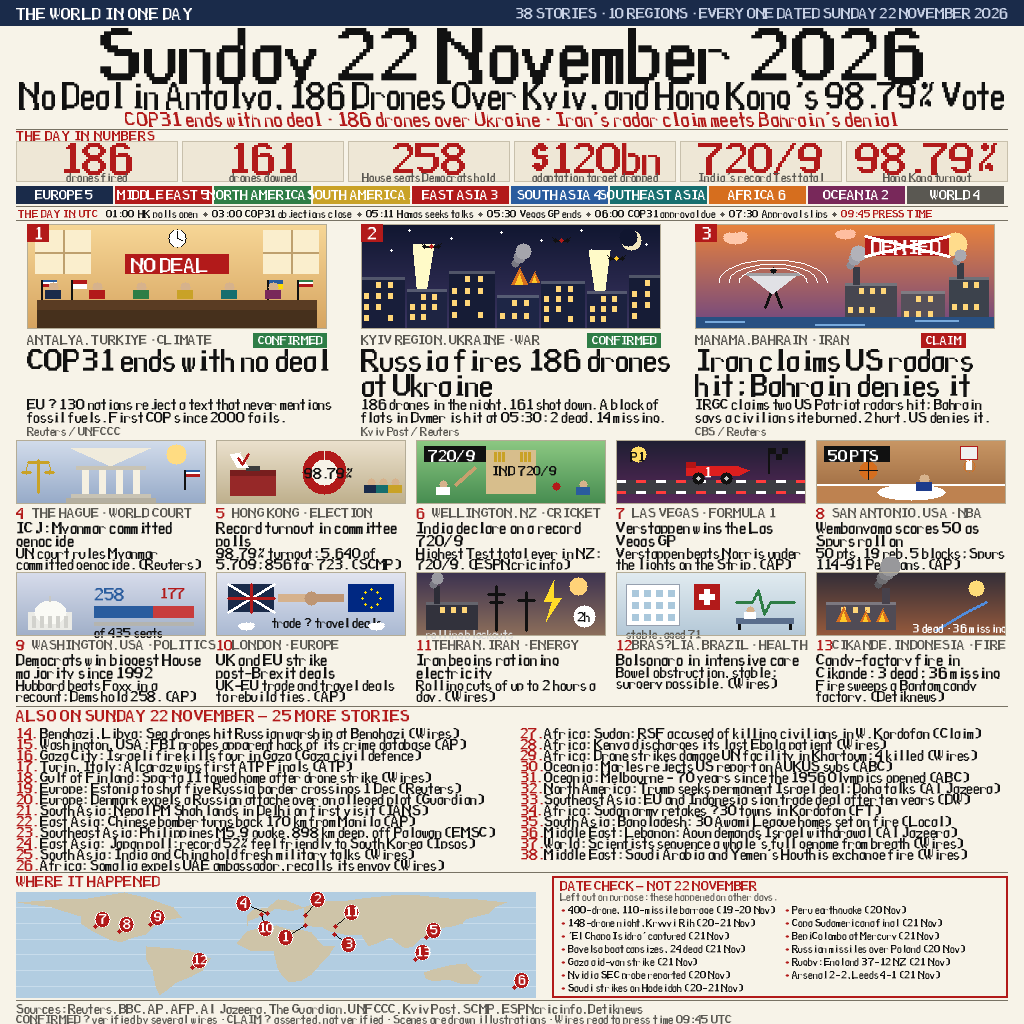 THE WORLD IN ONE DAY
38 STORIES · 10 REGIONS · EVERY ONE DATED SUNDAY 22 NOVEMBER 2026
Sunday 22 November 2026
No Deal in Antalya, 186 Drones Over Kyiv, and Hong Kong's 98.79% Vote
COP31 ends with no deal · 186 drones over Ukraine · Iran's radar claim meets Bahrain's denial
THE DAY IN NUMBERS
186
drones fired
161
drones downed
258
House seats Democrats hold
$120bn
adaptation target dropped
720/9
India's record Test total
98.79%
Hong Kong turnout
EUROPE 5
MIDDLE EAST 5
NORTH AMERICA 5
SOUTH AMERICA
EAST ASIA 3
SOUTH ASIA 4
SOUTHEAST ASIA
AFRICA 6
OCEANIA 2
WORLD 4
THE DAY IN UTC 01:00 HK polls open + 03:00 COP31 objections close + 05:11 Hamas seeks talks + 05:30 Vegas GP ends + 06:00 COP31 approval due + 07:30 Approval slips + 09:45 PRESS TIME
1
NO DEAL
ANTALYA, TURKIYE · CLIMATE
CONFIRMED
COP31 ends with no deal
EU ? 130 nations reject a text that never mentions
fossil fuels. First COP since 2000 fails.
Reuters / UNFCCC
2
KYIV REGION, UKRAINE · WAR
CONFIRMED
Russia fires 186 drones
at Ukraine
186 drones in the night, 161 shot down. A block of
flats in Dymer is hit at 05:30: 2 dead, 14 missing.
Kyiv Post / Reuters
3
DENIED
MANAMA, BAHRAIN · IRAN
CLAIM
Iran claims US radars
hit: Bahrain denies it
IRGC claims two US Patriot radars hit: Bahrain
says a civilian site burned, 2 hurt. US denies it.
CBS / Reuters
4 THE HAGUE · WORLD COURT
ICJ: Myanmar committed
genocide
UN court rules Myanmar
committed genocide. (Reuters)
98.79%
5 HONG KONG · ELECTION
Record turnout in committee
polls
98.79% turnout: 5,640 of
5,709: 856 for 723. (SCMP)
720/9
IND 720/9
6 WELLINGTON, NZ · CRICKET
India declare on a record
720/9
Highest Test total ever in NZ:
720/9. (ESPNcricinfo)
P1
1
7 LAS VEGAS · FORMULA 1
Verstappen wins the Las
Vegas GP
Verstappen beats Norris under
the lights on the Strip. (AP)
50 PTS
8 SAN ANTONIO, USA · NBA
Wembanyama scores 50 as
Spurs roll on
50 pts, 19 reb, 5 blocks: Spurs
114-91 Pelicans. (AP)
258
177
of 435 seats
9 WASHINGTON, USA · POLITICS
Democrats win biggest House
majority since 1992
Hubbard beats Foxx in a
recount: Dems hold 258. (AP)
trade ? travel deals
10 LONDON · EUROPE
UK and EU strike
post-Brexit deals
UK-EU trade and travel deals
to rebuild ties. (AP)
2h
rolling blackouts
11 TEHRAN, IRAN · ENERGY
Iran begins rationing
electricity
Rolling cuts of up to 2 hours a
day. (Wires)
stable, aged 71
12 BRAS?LIA, BRAZIL · HEALTH
Bolsonaro in intensive care
Bowel obstruction, stable:
surgery possible. (Wires)
3 dead · 36 missing
13 CIKANDE, INDONESIA · FIRE
Candy-factory fire in
Cikande: 3 dead: 36 missing
Fire sweeps a Bantam candy
factory. (Detiknews)
ALSO ON SUNDAY 22 NOVEMBER – 25 MORE STORIES
14. Benghazi, Libya: Sea drones hit Russian warship at Benghazi (Wires)
15. Washington, USA: FBI probes apparent hack of its crime database (AP)
16. Gaza City: Israeli fire kills four in Gaza (Gaza civil defence)
17. Turin, Italy: Alcaraz wins first ATP Finals (ATP)
18. Gulf of Finland: Sparta II towed home after drone strike (Wires)
19. Europe: Estonia to shut five Russia border crossings 1 Dec (Reuters)
20. Europe: Denmark expels a Russian attache over an alleged plot (Guardian)
21. South Asia: Nepal PM Shah lands in Delhi on first visit (IANS)
22. East Asia: Chinese bomber turns back 170 km from Manila (CAP)
23. Southeast Asia: Philippines M5.9 quake, 898 km deep, off Palawan (EMSC)
24. East Asia: Japan poll: record 52% feel friendly to South Korea (Ipsos)
25. South Asia: India and China hold fresh military talks (Wires)
26. Africa: Somalia expels UAE ambassador, recalls its envoy (Wires)
27. Africa: Sudan: RSF accused of killing civilians in W. Kordofan (Claim)
28. Africa: Kenya discharges its last Ebola patient (Wires)
29. Africa: Drone strikes damage UN facility in Khartoum: 4 killed (Wires)
30. Oceania: Marles rejects US report on AUKUS subs (ABC)
31. Oceania: Melbourne – 70 years since the 1956 Olympics opened (ABC)
32. North America: Trump seeks permanent Israel deal: Doha talks (Al Jazeera)
33. Southeast Asia: EU and Indonesia sign trade deal after ten years (DW)
34. Africa: Sudan army retakes ?30 towns in Kordofan (FT)
35. South Asia: Bangladesh: 30 Awami League homes set on fire (Local)
36. Middle East: Lebanon: Aoun demands Israel withdrawal (Al Jazeera)
37. World: Scientists sequence a whale's full genome from breath (Wires)
38. Middle East: Saudi Arabia and Yemen's Houthis exchange fire (Wires)
WHERE IT HAPPENED
7
8
9
4
10
2
1
11
3
5
13
12
6
DATE CHECK – NOT 22 NOVEMBER
Left out on purpose: these happened on other days.
+ 400-drone, 110-missile barrage (19-20 Nov)
+ 148-drone night, Kryvyi Rih (20-21 Nov)
+ 'El Chango Isidro' captured (21 Nov)
+ Bove Iso boat capsizes, 24 dead (21 Nov)
+ Gaza aid-van strike (21 Nov)
+ Nvidia SEC probe reported (20 Nov)
+ Saudi strikes on Hodeidah (20-21 Nov)
+ Peru earthquake (20 Nov)
+ Copa Sudamericana final (21 Nov)
+ BepiColombo at Mercury (21 Nov)
+ Russian missiles over Poland (20 Nov)
+ Rugby: England 37-12 NZ (21 Nov)
+ Arsenal 2-2, Leeds 4-1 (21 Nov)
Sources: Reuters, BBC, AP, AFP, Al Jazeera, The Guardian, UNFCCC, Kyiv Post, SCMP, ESPNcricinfo, Detiknews
CONFIRMED ? verified by several wires · CLAIM ? asserted, not verified · Scenes are drawn illustrations · Wires read to press time 09:45 UTC